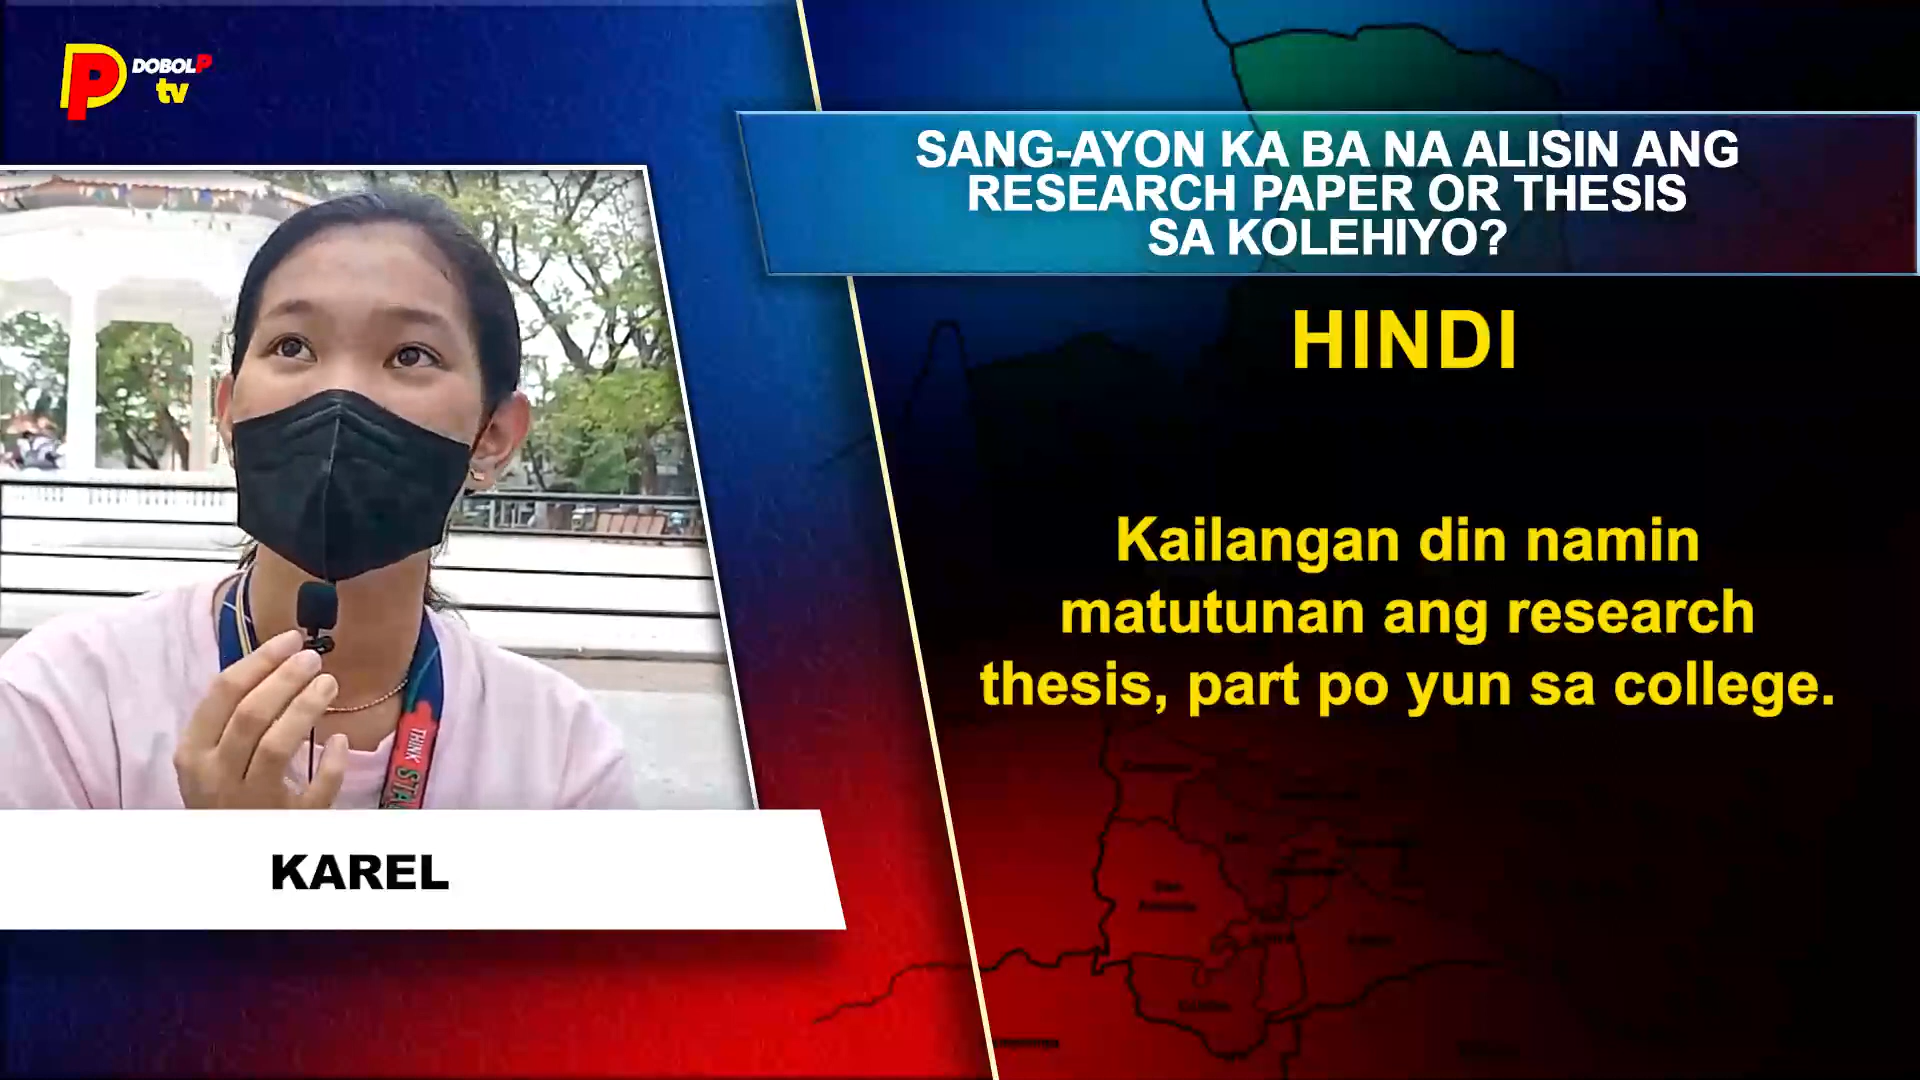 DOBOL P
tv
SANG-AYON KA BA NA ALISIN ANG
RESEARCH PAPER OR THESIS
SA KOLEHIYO?
HINDI
Kailangan din namin
matutunan ang research
thesis, part po yun sa college.
THINK
KAREL